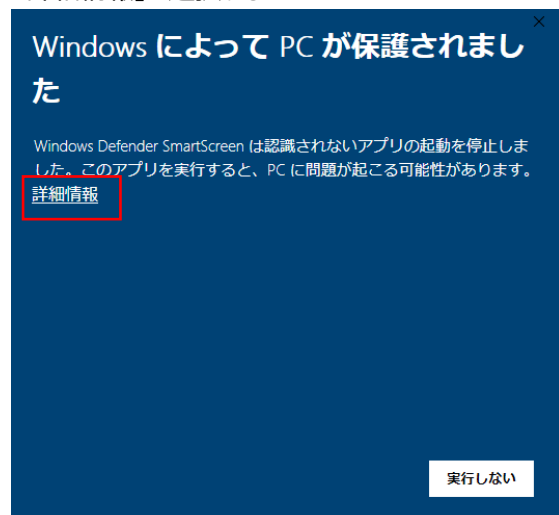 Windows によって PC が保護されまし
た
Windows Defender SmartScreen は認識されないアプリの起動を停止しま
した。このアプリを実行すると、PC に問題が起こる可能性があります。
詳細情報
実行しない